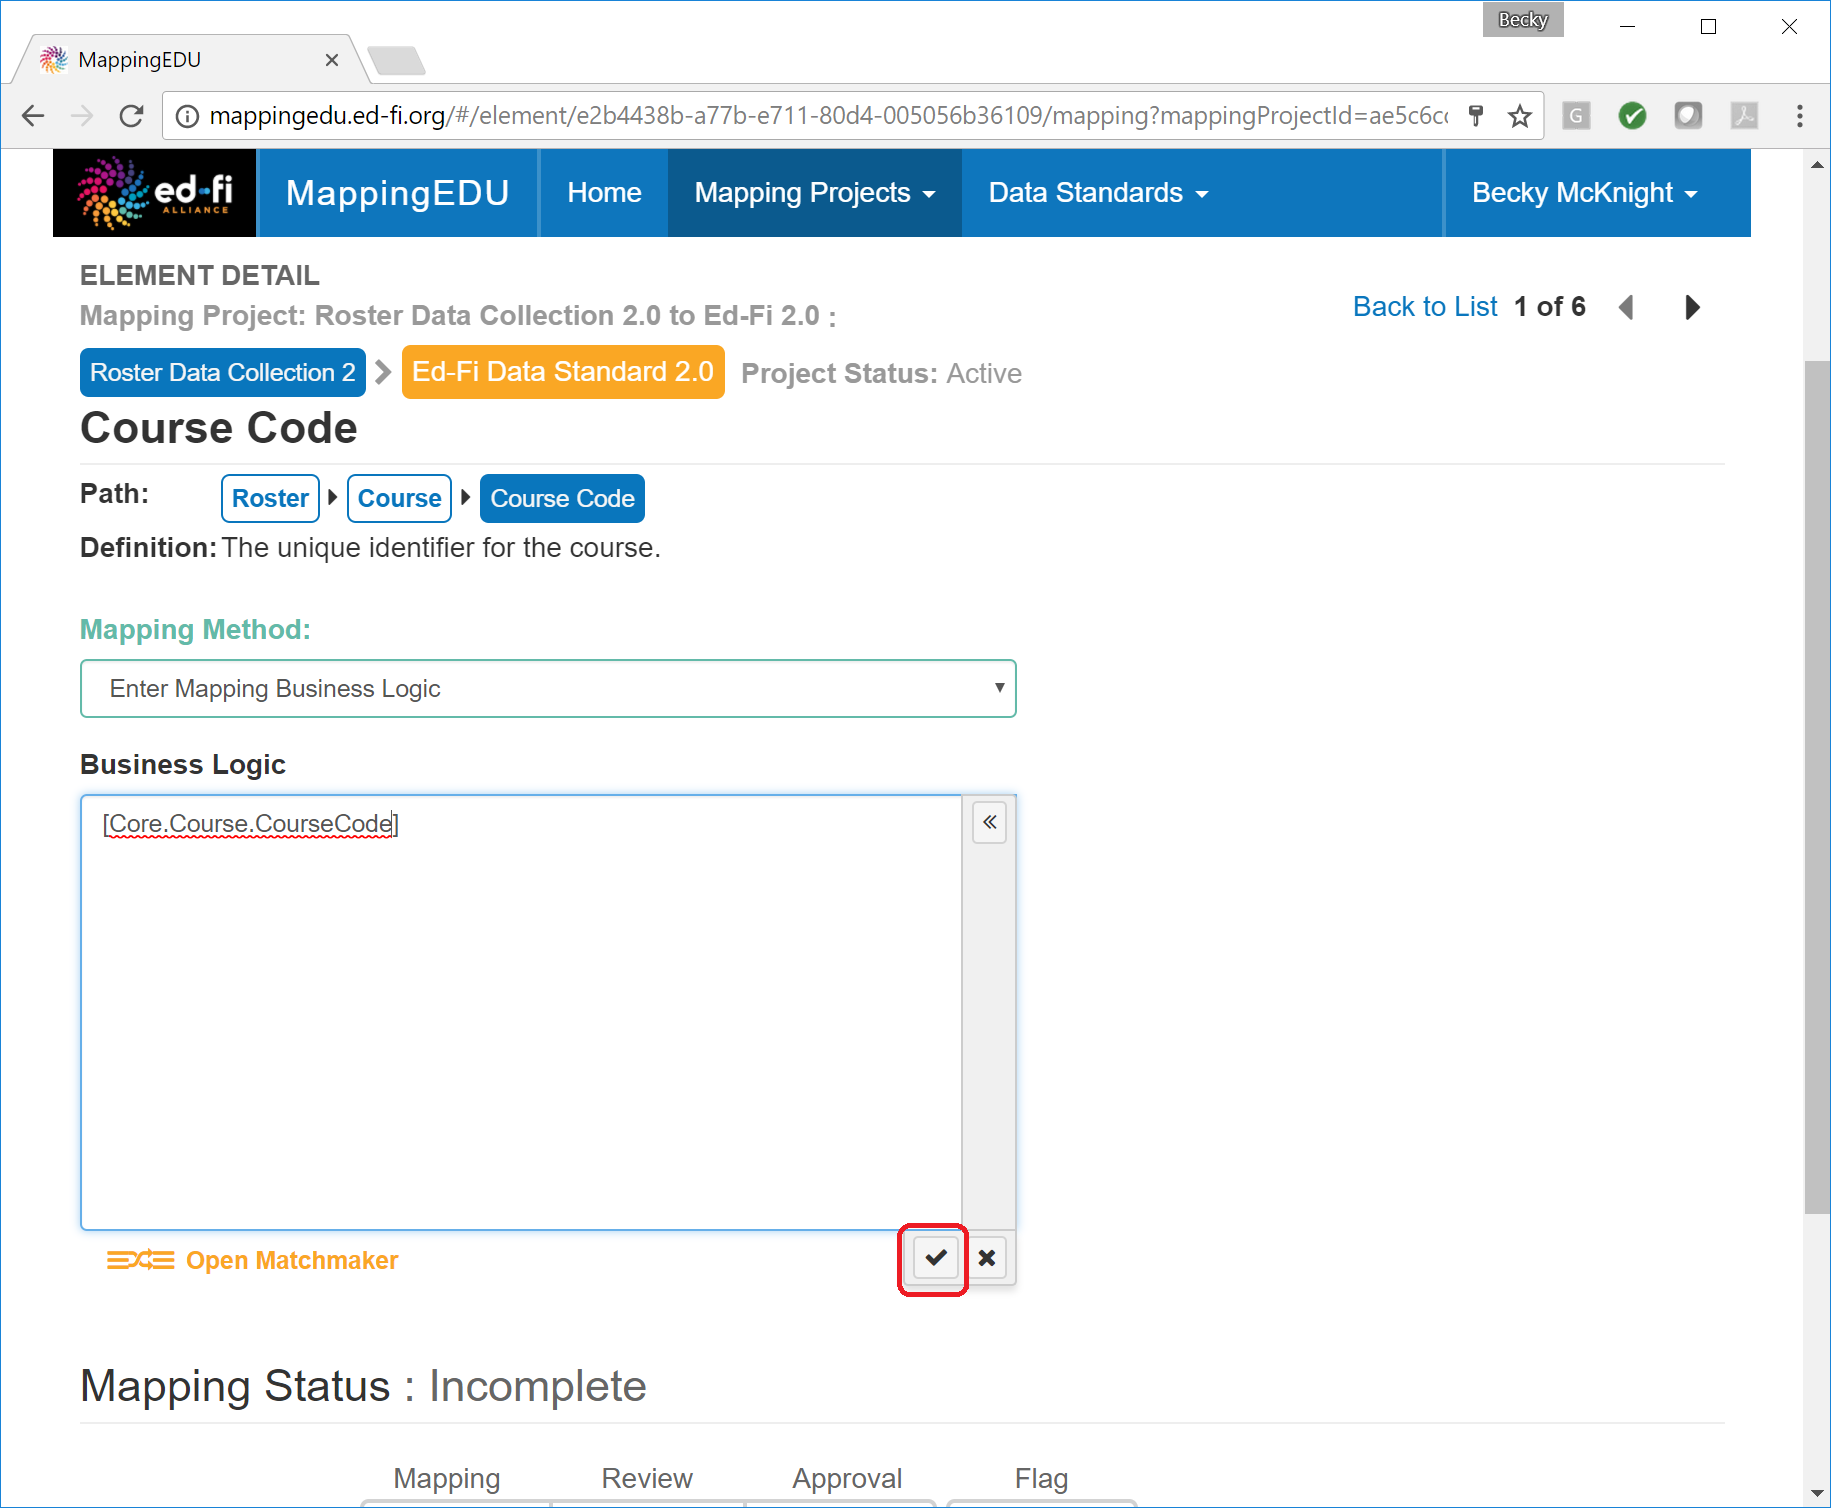 Becky
MappingEDU
mappingedu.ed-fi.org/#/element/e2b4438b-a77b-e711-80d4-005056b36109/mapping?mappingProjectId=ae5c6c
G
ed-fi
ALLIANCE
MappingEDU
Home
Mapping Projects
Data Standards
Becky McKnight
ELEMENT DETAIL
Mapping Project: Roster Data Collection 2.0 to Ed-Fi 2.0 :
Back to List 1 of 6
Roster Data Collection 2
Ed-Fi Data Standard 2.0
Project Status: Active
Course Code
Path: Roster Course Course Code
Definition: The unique identifier for the course.
Mapping Method:
Enter Mapping Business Logic
Business Logic
[Core.Course.CourseCode]
«
Open Matchmaker
Mapping Status : Incomplete
Mapping Review Approval Flag